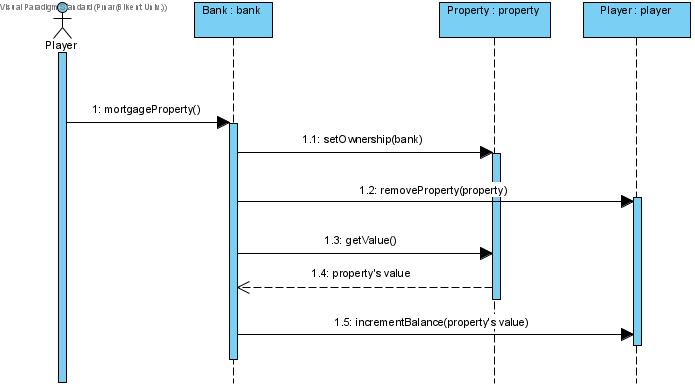 Visual Paradigm Standard (Pinar(Bilkent Univ.))
Bank : bank
Property : property
Player : player
Player
1: mortgageProperty()
1.1: setOwnership(bank)
1.2: removeProperty(property)
1.3: getValue()
1.4: property's value
1.5: incrementBalance(property's value)